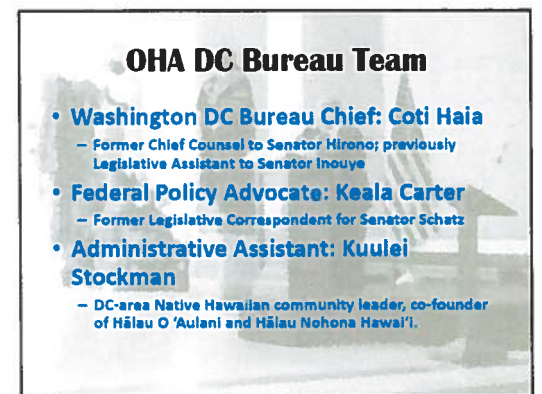 OHA DC Bureau Team
• Washington DC Bureau Chief: Coti Haia
– Former Chief Counsel to Senator Hirono; previously
Legislative Assistant to Senator Inouye
• Federal Policy Advocate: Keala Carter
– Former Legislative Correspondent for Senator Schatz
• Administrative Assistant: Kuulei
Stockman
– DC-area Native Hawaiian community leader, co-founder
of Hālau O ʻAulani and Hālau Nohona Hawaiʻi.